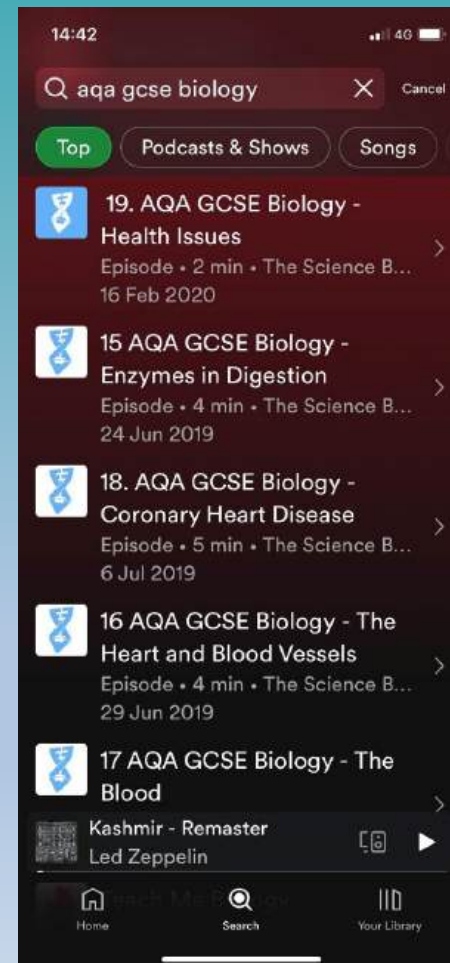 14:42
4G
aqa gcse biology
Cancel
Top
Podcasts & Shows
Songs
19. AQA GCSE Biology -
Health Issues
Episode • 2 min • The Science B...
16 Feb 2020
15 AQA GCSE Biology -
Enzymes in Digestion
Episode • 4 min • The Science B...
24 Jun 2019
18. AQA GCSE Biology -
Coronary Heart Disease
Episode • 5 min • The Science B...
6 Jul 2019
16 AQA GCSE Biology - The
Heart and Blood Vessels
Episode • 4 min • The Science B...
29 Jun 2019
17 AQA GCSE Biology - The
Blood
Kashmir - Remaster
Led Zeppelin
Teach Me Biology
Home
Search
Your Library